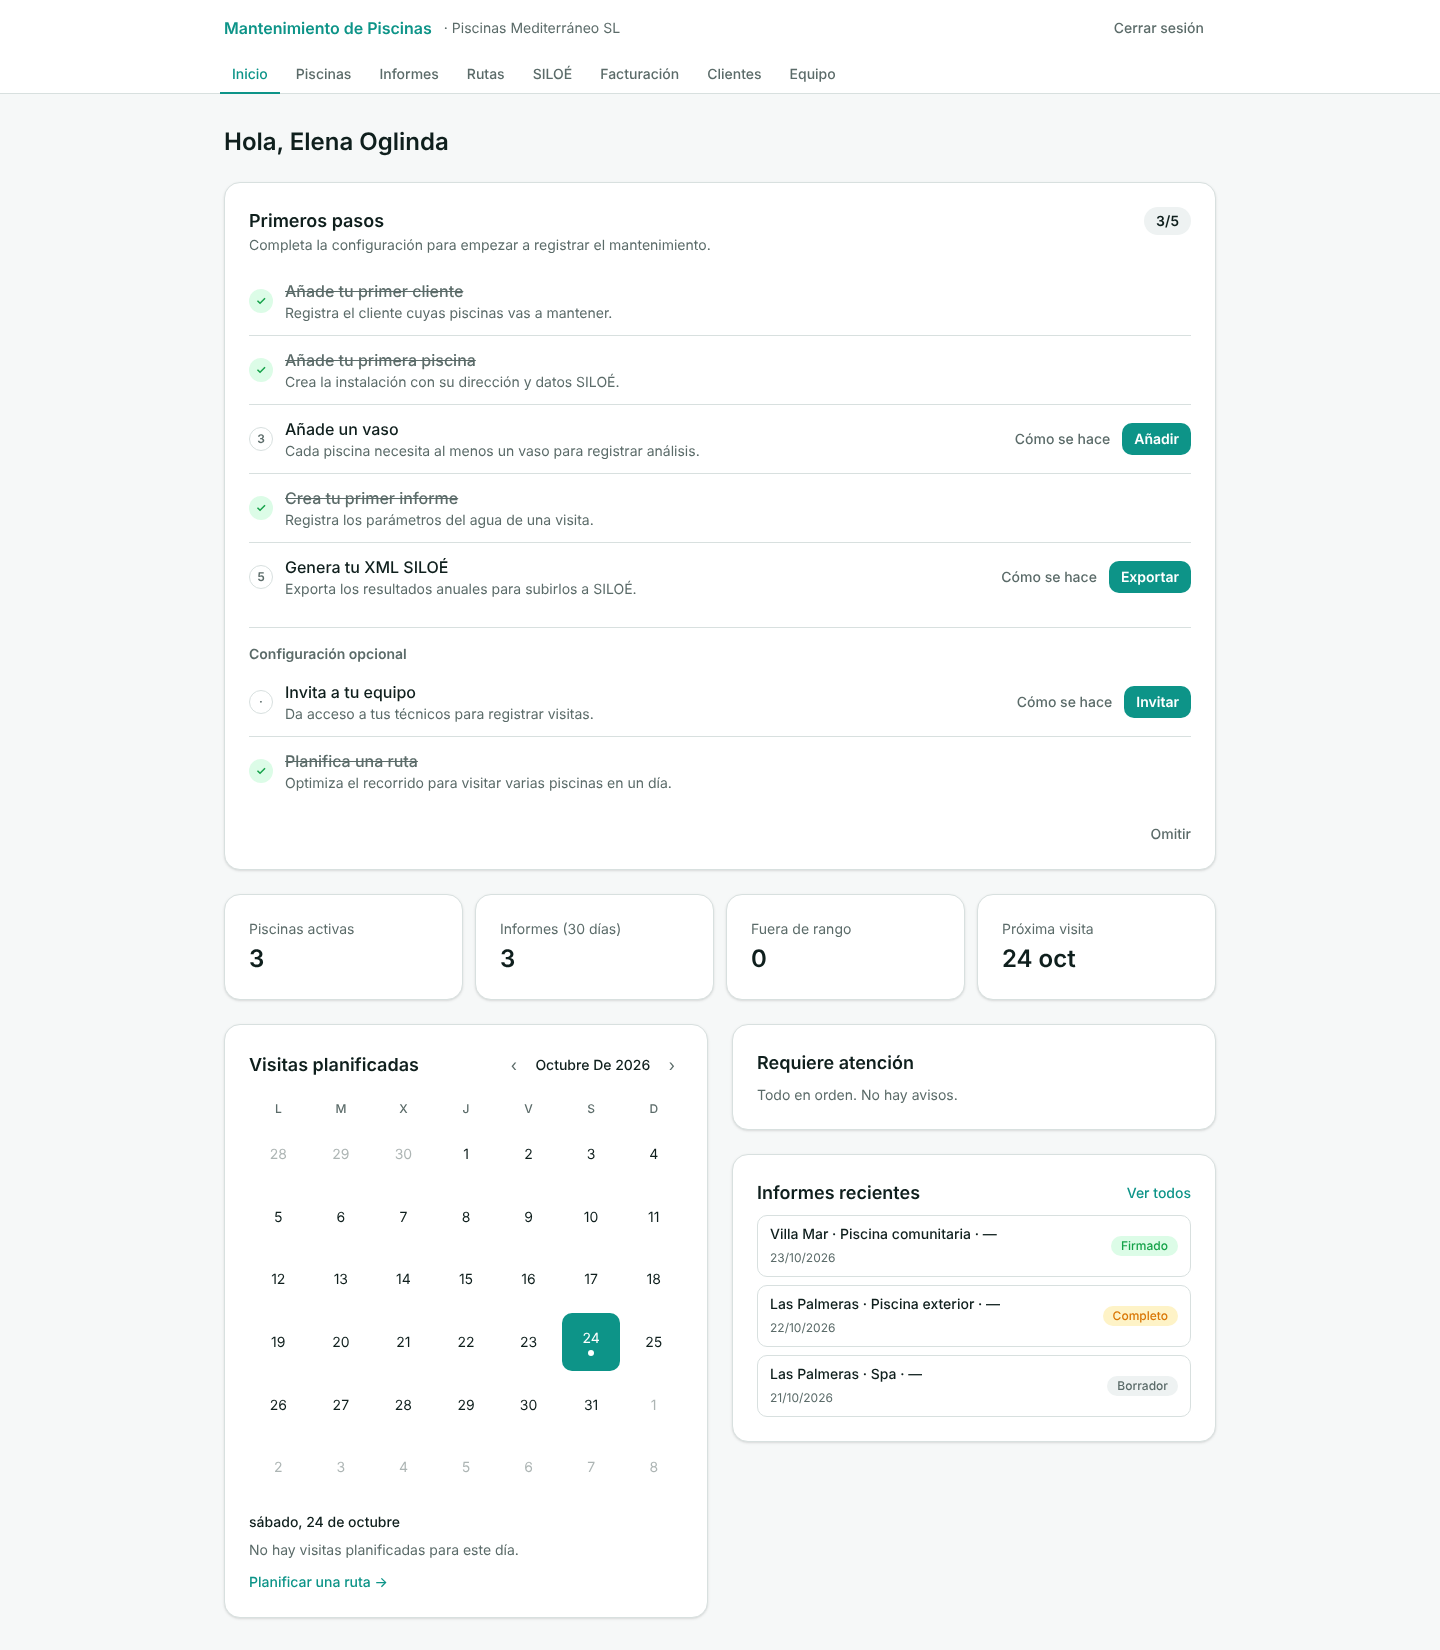 Mantenimiento de Piscinas · Piscinas Mediterráneo SL
Cerrar sesión
Inicio Piscinas Informes Rutas SILOÉ Facturación Clientes Equipo
Hola, Elena Oglinda
Primeros pasos
3/5
Completa la configuración para empezar a registrar el mantenimiento.
Añade tu primer cliente
Registra el cliente cuyas piscinas vas a mantener.
Añade tu primera piscina
Crea la instalación con su dirección y datos SILOÉ.
3
Añade un vaso
Cada piscina necesita al menos un vaso para registrar análisis.
Cómo se hace
Añadir
Crea tu primer informe
Registra los parámetros del agua de una visita.
5
Genera tu XML SILOÉ
Exporta los resultados anuales para subirlos a SILOÉ.
Cómo se hace
Exportar
Configuración opcional
·
Invita a tu equipo
Da acceso a tus técnicos para registrar visitas.
Cómo se hace
Invitar
Planifica una ruta
Optimiza el recorrido para visitar varias piscinas en un día.
Omitir
Piscinas activas
3
Informes (30 días)
3
Fuera de rango
0
Próxima visita
24 oct
Visitas planificadas
‹ Octubre De 2026 ›
L M X J V S D
28 29 30 1 2 3 4
5 6 7 8 9 10 11
12 13 14 15 16 17 18
19 20 21 22 23 24 25
26 27 28 29 30 31 1
2 3 4 5 6 7 8
sábado, 24 de octubre
No hay visitas planificadas para este día.
Planificar una ruta →
Requiere atención
Todo en orden. No hay avisos.
Informes recientes
Ver todos
Villa Mar · Piscina comunitaria · —
23/10/2026
Firmado
Las Palmeras · Piscina exterior · —
22/10/2026
Completo
Las Palmeras · Spa · —
21/10/2026
Borrador